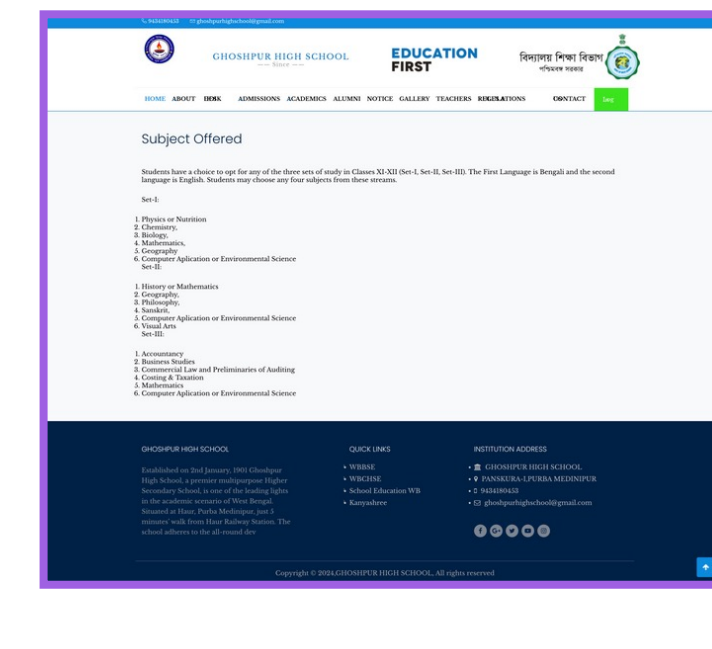 9434180453 ghoshpurhighschool@gmail.com
GHOSHPUR HIGH SCHOOL
Since
EDUCATION
FIRST
বিদ্যালয় শিক্ষা বিভাগ
পশ্চিমবঙ্গ সরকার
HOME ABOUT ADMISSIONS ACADEMICS ALUMNI NOTICE GALLERY TEACHERS CONTACT
Subject Offered
Students have a choice to opt for any of the three sets of study in Classes XI-XII (Set-I, Set-II, Set-III). The First Language is Bengali and the second
language is English. Students may choose any four subjects from these streams.
Set-I:
1. Physics or Nutrition
2. Chemistry,
3. Biology,
4. Mathematics,
5. Geography
6. Computer Aplication or Environmental Science
Set-II:
1. History or Mathematics
2. Geography,
3. Philosophy,
4. Sanskrit,
5. Computer Aplication or Environmental Science
6. Visual Arts
Set-III:
1. Accountancy
2. Business Studies
3. Commercial Law and Preliminaries of Auditing
4. Costing & Taxation
5. Mathematics
6. Computer Aplication or Environmental Science
GHOSHPUR HIGH SCHOOL
Established on 2nd January, 1901 Ghoshpur
High School, a premier multipurpose Higher
Secondary School, is one of the leading lights
in the academic scenario of West Bengal.
Situated at Haur, Purba Medinipur, just 5
minutes' walk from Haur Railway Station. The
school adheres to the all-round dev
QUICK LINKS
WBBSE
WBCHSE
School Education WB
Kanyashree
INSTITUTION ADDRESS
GHOSHPUR HIGH SCHOOL
PANSKURA-I,PURBA MEDINIPUR
9434180453
ghoshpurhighschool@gmail.com
Copyright © 2024,GHOSHPUR HIGH SCHOOL, All rights reserved